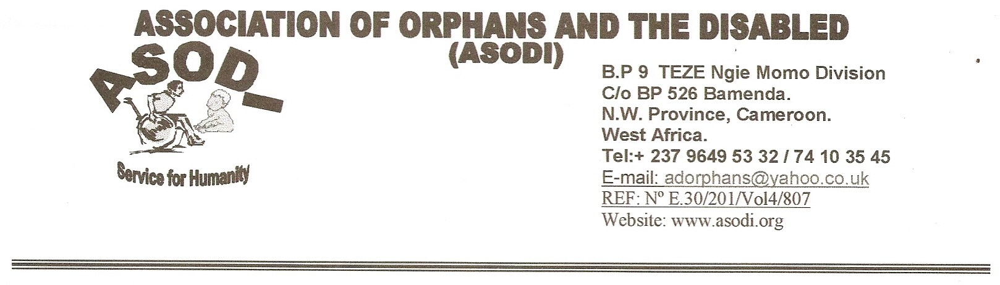 ASSOCIATION OF ORPHANS AND THE DISABLED
(ASODI)
ASODI
Service for Humanity
B.P 9 TEZE Ngie Momo Division
C/o BP 526 Bamenda.
N.W. Province, Cameroon.
West Africa.
Tel:+ 237 9649 53 32 / 74 10 35 45
E-mail: adorphans@yahoo.co.uk
REF: Nº E.30/201/Vol4/807
Website: www.asodi.org